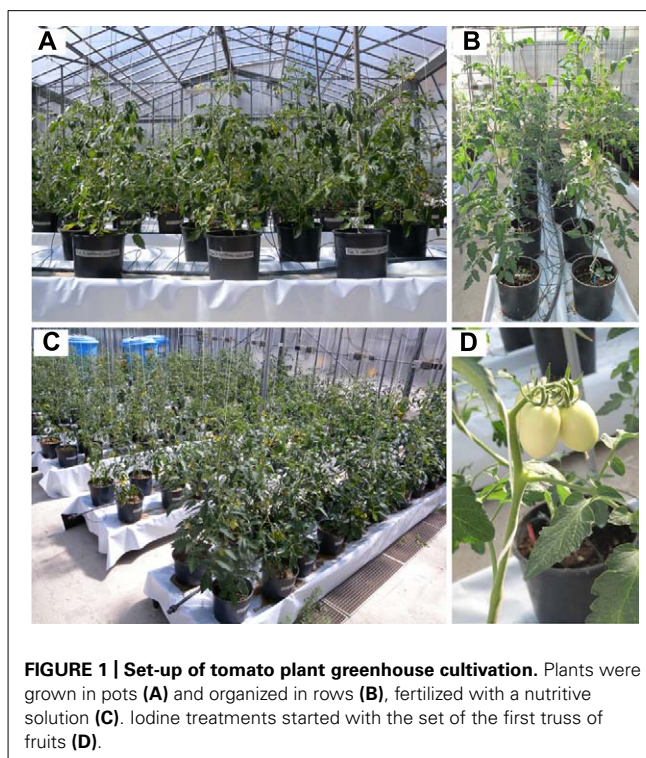 A
B
C
D
FIGURE 1 | Set-up of tomato plant greenhouse cultivation. Plants were
grown in pots (A) and organized in rows (B), fertilized with a nutritive
solution (C). Iodine treatments started with the set of the first truss of
fruits (D).